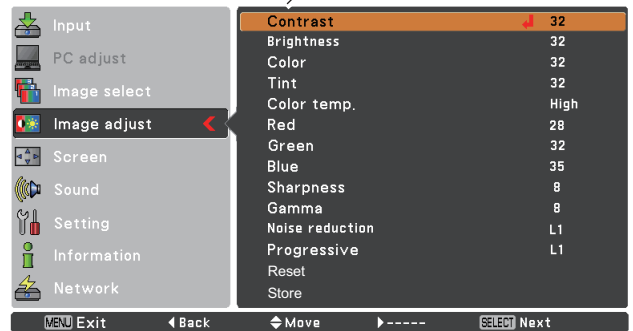 Input
PC adjust
Image select
Image adjust
Screen
Sound
Setting
Information
Network
Contrast 32
Brightness 32
Color 32
Tint 32
Color temp. High
Red 28
Green 32
Blue 35
Sharpness 8
Gamma 8
Noise reduction L1
Progressive L1
Reset
Store
MENU Exit Back Move ----- SELECT Next